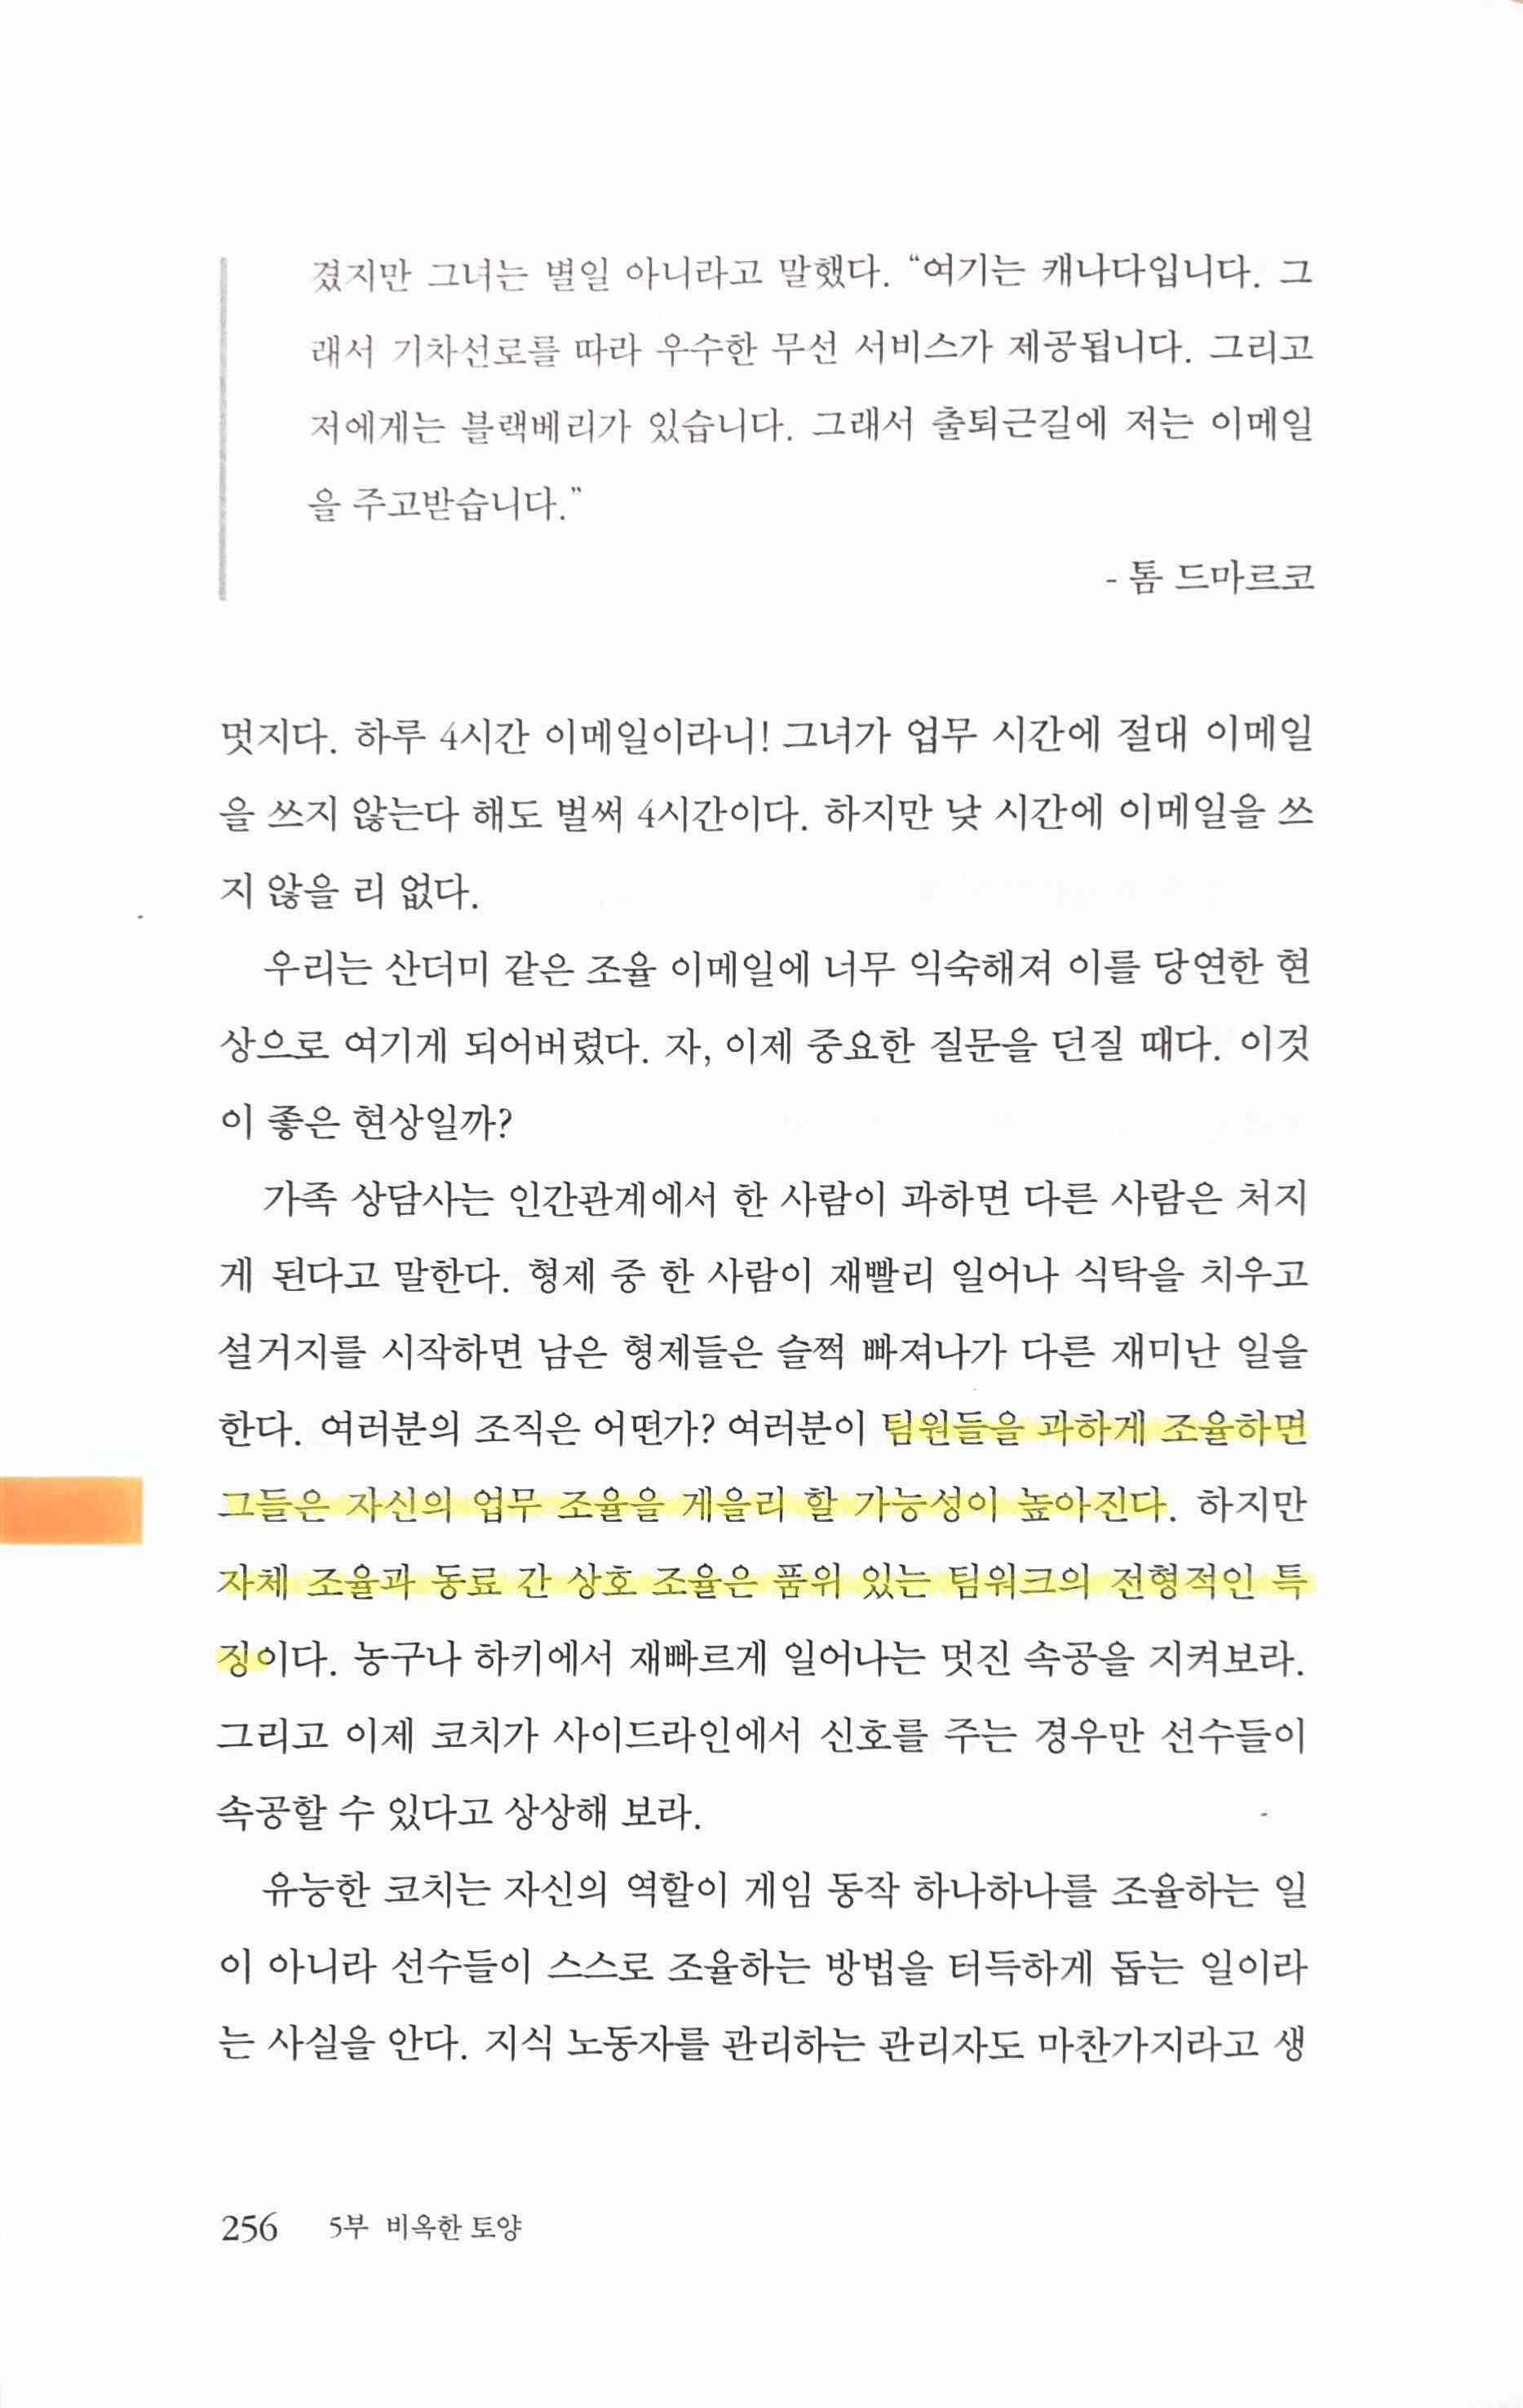 겼지만 그녀는 별일 아니라고 말했다. “여기는 캐나다입니다. 그
래서 기차선로를 따라 우수한 무선 서비스가 제공됩니다. 그리고
저에게는 블랙베리가 있습니다. 그래서 출퇴근길에 저는 이메일
을 주고받습니다.”
- 톰 드마르코
멋지다. 하루 4시간 이메일이라니! 그녀가 업무 시간에 절대 이메일
을 쓰지 않는다 해도 벌써 4시간이다. 하지만 낮 시간에 이메일을 쓰
지 않을 리 없다.
우리는 산더미 같은 조율 이메일에 너무 익숙해져 이를 당연한 현
상으로 여기게 되어버렸다. 자, 이제 중요한 질문을 던질 때다. 이것
이 좋은 현상일까?
가족 상담사는 인간관계에서 한 사람이 과하면 다른 사람은 처지
게 된다고 말한다. 형제 중 한 사람이 재빨리 일어나 식탁을 치우고
설거지를 시작하면 남은 형제들은 슬쩍 빠져나가 다른 재미난 일을
한다. 여러분의 조직은 어떤가? 여러분이 팀원들을 과하게 조율하면
그들은 자신의 업무 조율을 게을리 할 가능성이 높아진다. 하지만
자체 조율과 동료 간 상호 조율은 품위 있는 팀워크의 전형적인 특
징이다. 농구나 하키에서 재빠르게 일어나는 멋진 속공을 지켜보라.
그리고 이제 코치가 사이드라인에서 신호를 주는 경우만 선수들이
속공할 수 있다고 상상해 보라.
유능한 코치는 자신의 역할이 게임 동작 하나하나를 조율하는 일
이 아니라 선수들이 스스로 조율하는 방법을 터득하게 돕는 일이라
는 사실을 안다. 지식 노동자를 관리하는 관리자도 마찬가지라고 생
256 5부 비옥한 토양